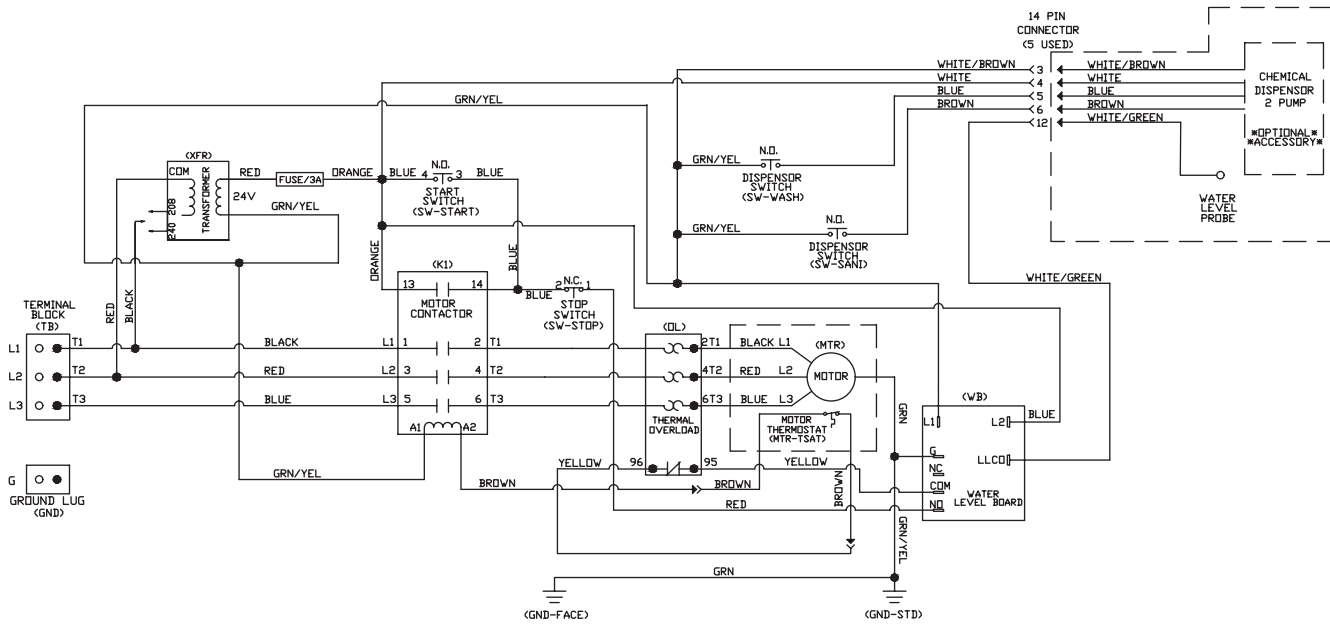 14 PIN
CONNECTOR
(5 USED)
WHITE/BROWN
3
WHITE/BROWN
WHITE
4
WHITE
BLUE
5
BLUE
BROWN
6
BROWN
12
WHITE/GREEN
CHEMICAL
DISPENSOR
2 PUMP
*OPTIONAL*
*ACCESSORY*
GRN/YEL
(XFR)
COM
TRANSFORMER
208
240
24V
RED
FUSE/3A
ORANGE
GRN/YEL
BLUE 4
N.O.
3 BLUE
START
SWITCH
(SW-START)
GRN/YEL
N.O.
DISPENSOR
SWITCH
(SW-WASH)
GRN/YEL
N.O.
DISPENSOR
SWITCH
(SW-SANI)
WATER
LEVEL
PROBE
WHITE/GREEN
ORANGE
BLUE
RED
BLACK
(K1)
13
14
MOTOR
CONTACTOR
BLUE
2
N.C.
1
STOP
SWITCH
(SW-STOP)
TERMINAL
BLOCK
(TB)
L1
T1
BLACK
L1
1
2
T1
(OL)
2T1
BLACK
L1
(MTR)
MOTOR
L2
T2
RED
L2
3
4
T2
4T2
RED
L2
L3
T3
BLUE
L3
5
6
T3
6T3
BLUE
L3
THERMAL
OVERLOAD
MOTOR
THERMOSTAT
(MTR-TSAT)
A1
A2
GRN
(WB)
L1
L2
BLUE
G
LLCO
NC
COM
NO
WATER
LEVEL BOARD
YELLOW
96
95
YELLOW
GRN/YEL
BROWN
BROWN
BROWN
RED
G
GROUND LUG
(GND)
GRN/YEL
GRN
(GND-FACE)
(GND-STD)